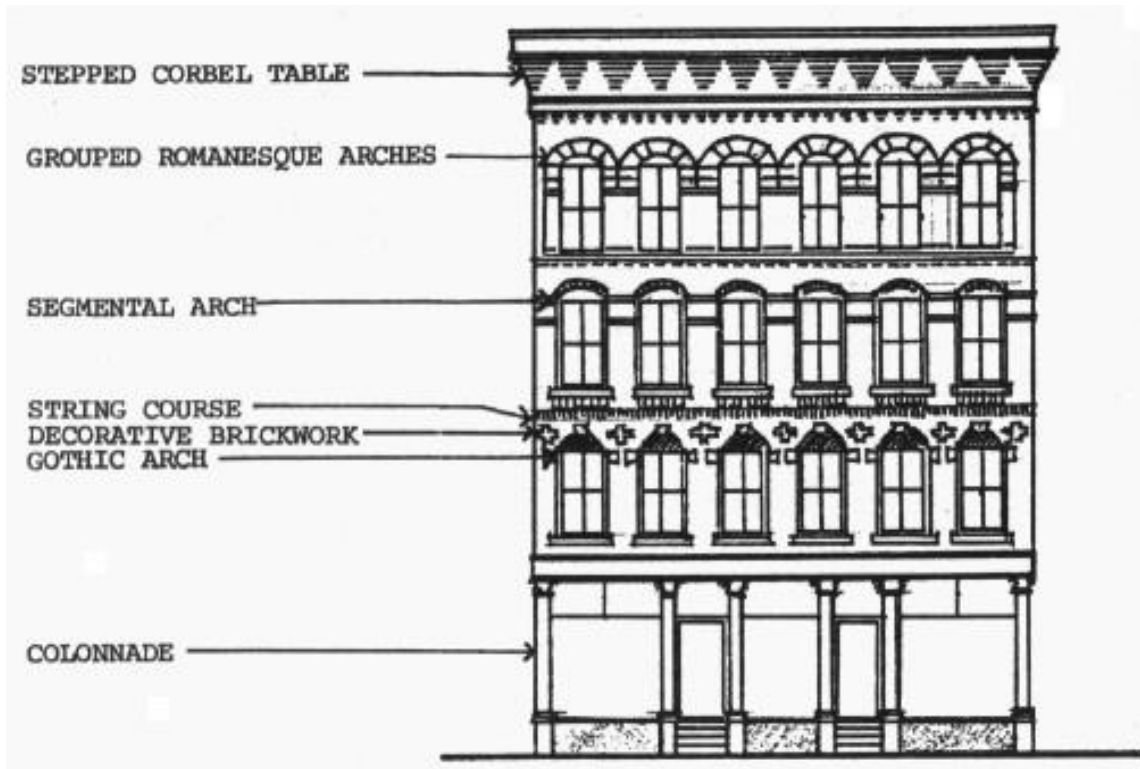 STEPPED CORBEL TABLE
GROUPED ROMANESQUE ARCHES
SEGMENTAL ARCH
STRING COURSE
DECORATIVE BRICKWORK
GOTHIC ARCH
COLONNADE